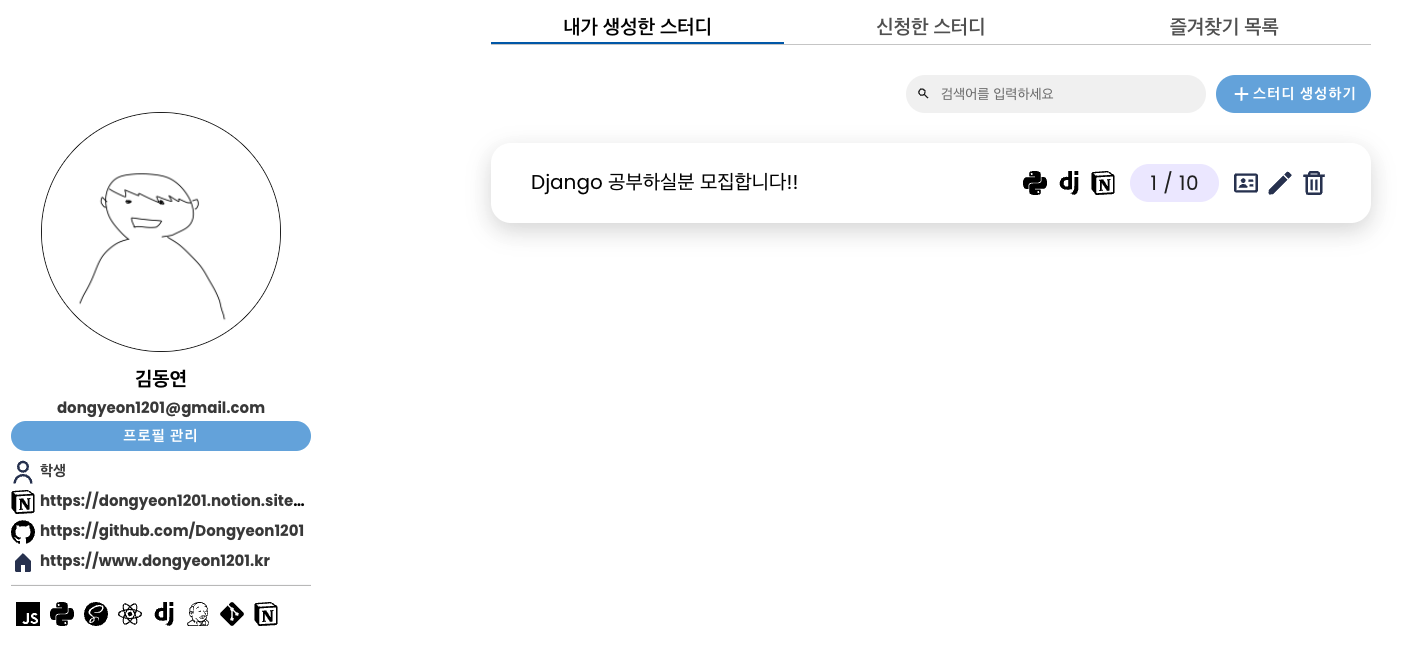 내가 생성한 스터디
신청한 스터디
즐겨찾기 목록
검색어를 입력하세요
스터디 생성하기
Django 공부하실분 모집합니다!!
dj
N
1 / 10
김동연
dongyeon1201@gmail.com
프로필 관리
학생
N
https://dongyeon1201.notion.site...
https://github.com/Dongyeon1201
https://www.dongyeon1201.kr
JS
dj
N